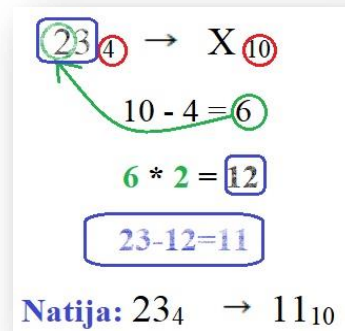 23₄ → X₁₀
10 - 4 = 6
6 * 2 = 12
23-12=11
Natija: 23₄ → 11₁₀